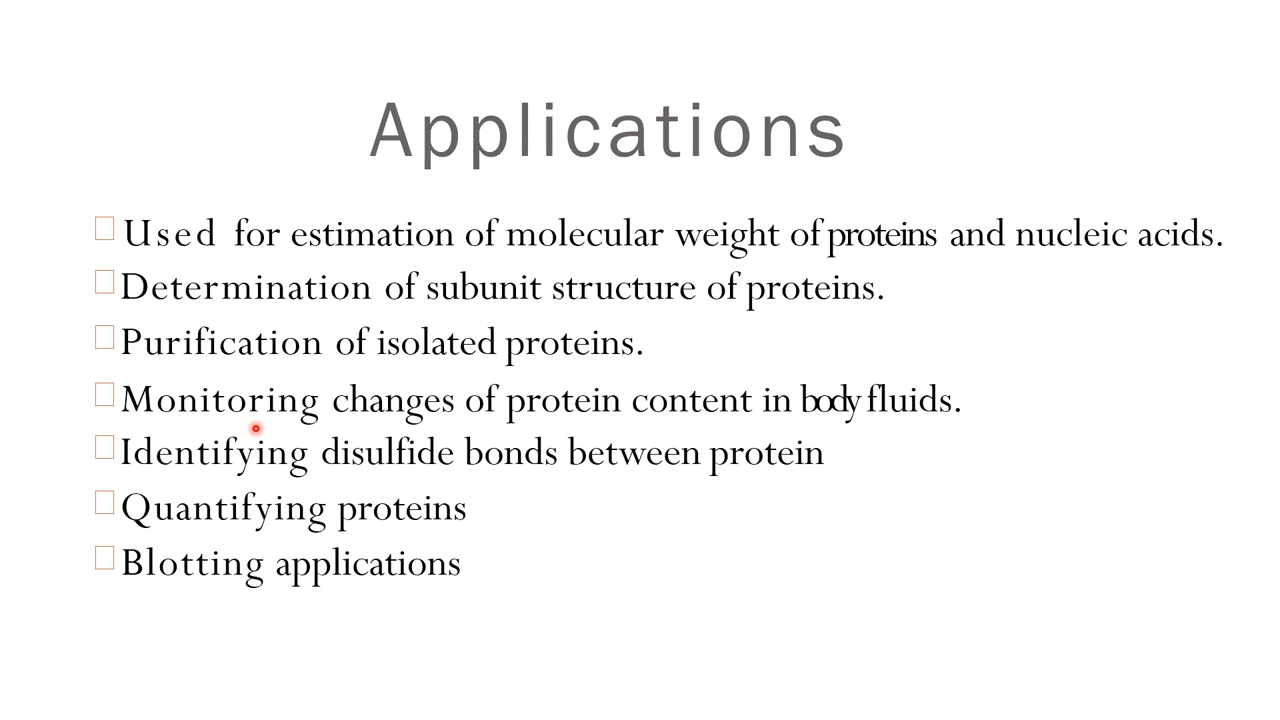 Applications
Used for estimation of molecular weight of proteins and nucleic acids.
Determination of subunit structure of proteins.
Purification of isolated proteins.
Monitoring changes of protein content in body fluids.
Identifying disulfide bonds between protein
Quantifying proteins
Blotting applications